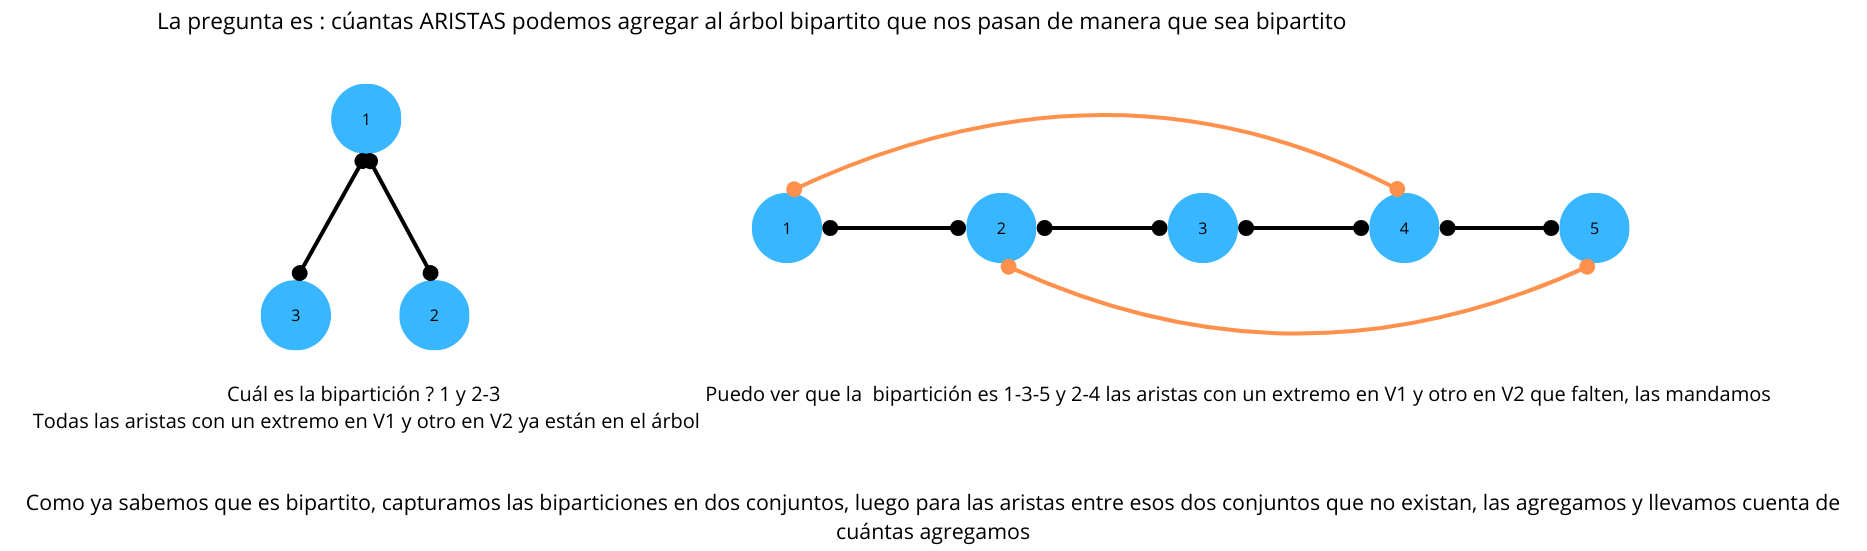 La pregunta es : cúantas ARISTAS podemos agregar al árbol bipartito que nos pasan de manera que sea bipartito
1
3
2
1
2
3
4
5
Cuál es la bipartición ? 1 y 2-3
Todas las aristas con un extremo en V1 y otro en V2 ya están en el árbol
Puedo ver que la bipartición es 1-3-5 y 2-4 las aristas con un extremo en V1 y otro en V2 que falten, las mandamos
Como ya sabemos que es bipartito, capturamos las biparticiones en dos conjuntos, luego para las aristas entre esos dos conjuntos que no existan, las agregamos y llevamos cuenta de
cuántas agregamos